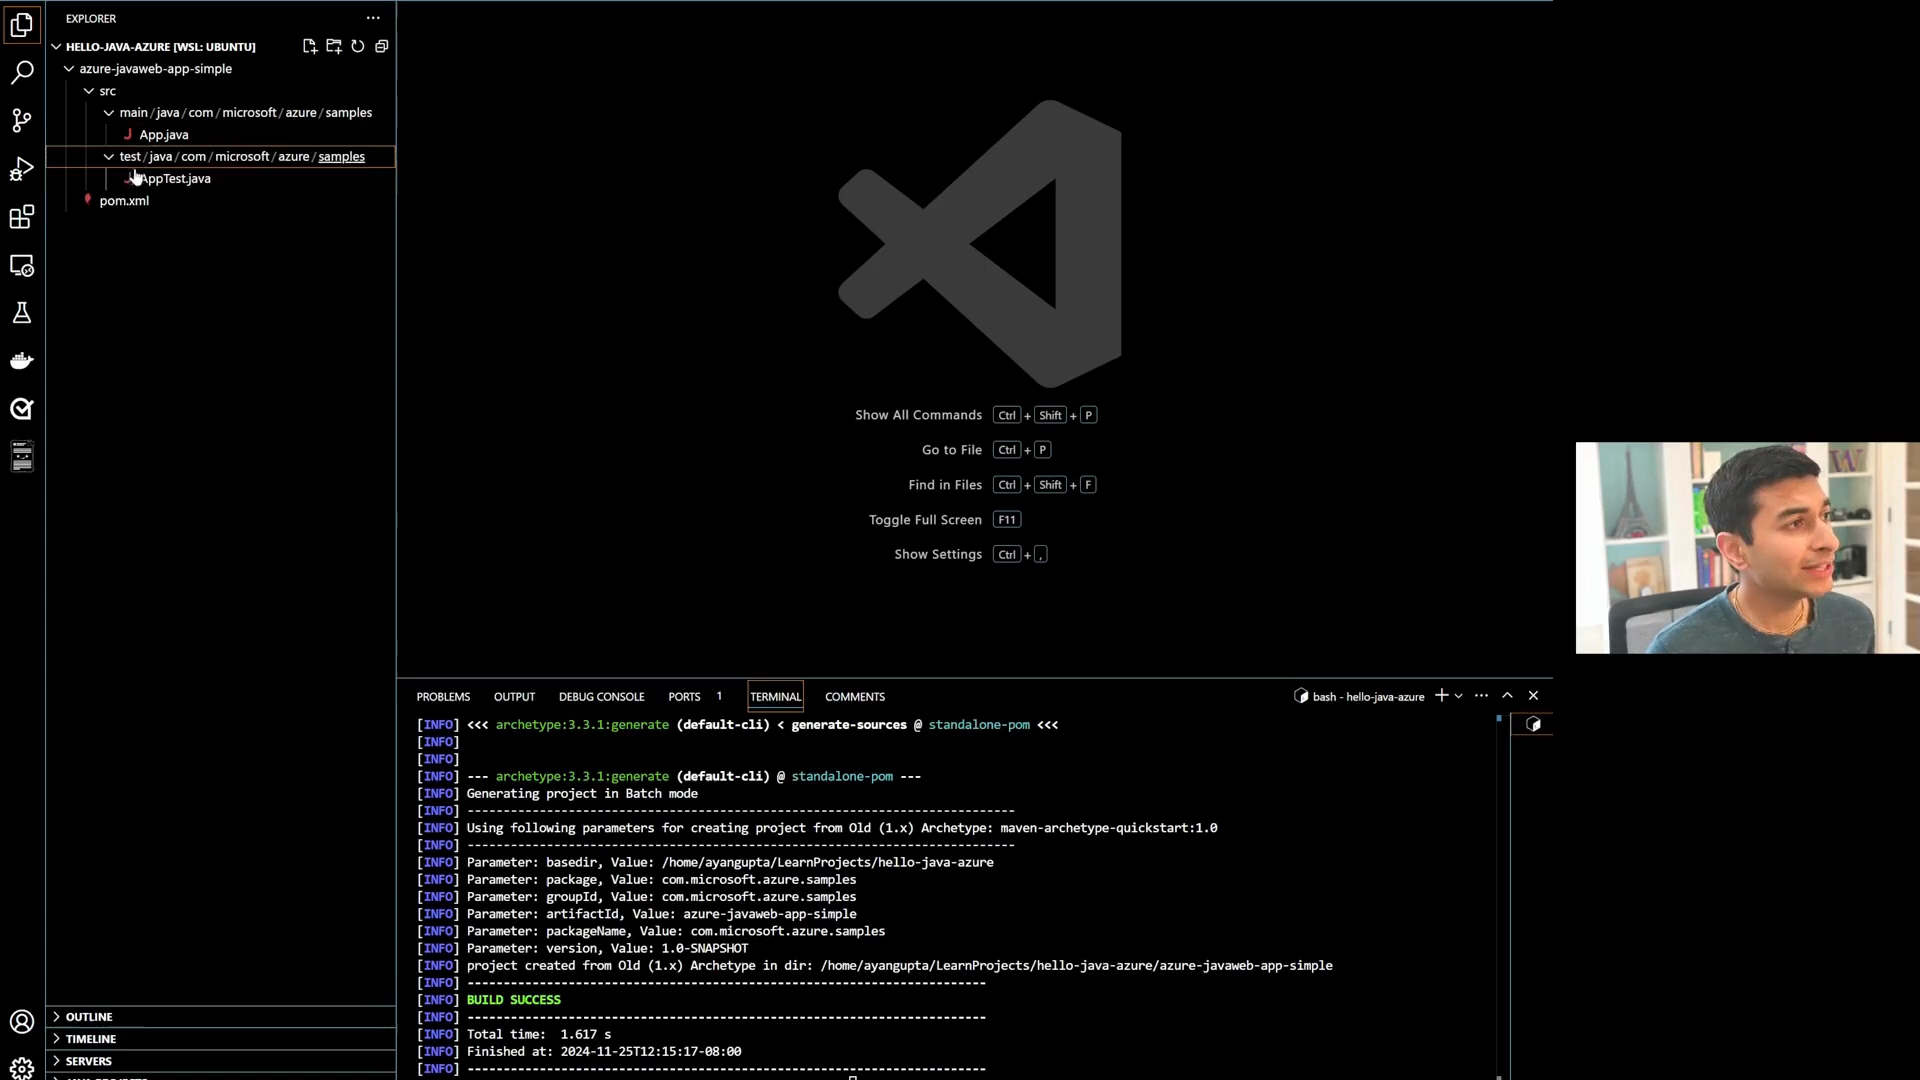 EXPLORER
HELLO-JAVA-AZURE [WSL: UBUNTU]
azure-javaweb-app-simple
src
main/java/com/microsoft/azure/samples
App.java
test/java/com/microsoft/azure/samples
AppTest.java
pom.xml
OUTLINE
TIMELINE
SERVERS
Show All Commands Ctrl + Shift + P
Go to File Ctrl + P
Find in Files Ctrl + Shift + F
Toggle Full Screen F11
Show Settings Ctrl + ,
PROBLEMS OUTPUT DEBUG CONSOLE PORTS 1 TERMINAL COMMENTS
bash - hello-java-azure
[INFO] <<< archetype:3.3.1:generate (default-cli) < generate-sources @ standalone-pom <<<
[INFO]
[INFO]
[INFO] --- archetype:3.3.1:generate (default-cli) @ standalone-pom ---
[INFO] Generating project in Batch mode
[INFO] ----------------------------------------------------------------------------
[INFO] Using following parameters for creating project from Old (1.x) Archetype: maven-archetype-quickstart:1.0
[INFO] ----------------------------------------------------------------------------
[INFO] Parameter: basedir, Value: /home/ayangupta/LearnProjects/hello-java-azure
[INFO] Parameter: package, Value: com.microsoft.azure.samples
[INFO] Parameter: groupId, Value: com.microsoft.azure.samples
[INFO] Parameter: artifactId, Value: azure-javaweb-app-simple
[INFO] Parameter: packageName, Value: com.microsoft.azure.samples
[INFO] Parameter: version, Value: 1.0-SNAPSHOT
[INFO] project created from Old (1.x) Archetype in dir: /home/ayangupta/LearnProjects/hello-java-azure/azure-javaweb-app-simple
[INFO] ------------------------------------------------------------------------
[INFO] BUILD SUCCESS
[INFO] ------------------------------------------------------------------------
[INFO] Total time:  1.617 s
[INFO] Finished at: 2024-11-25T12:15:17-08:00
[INFO] ------------------------------------------------------------------------